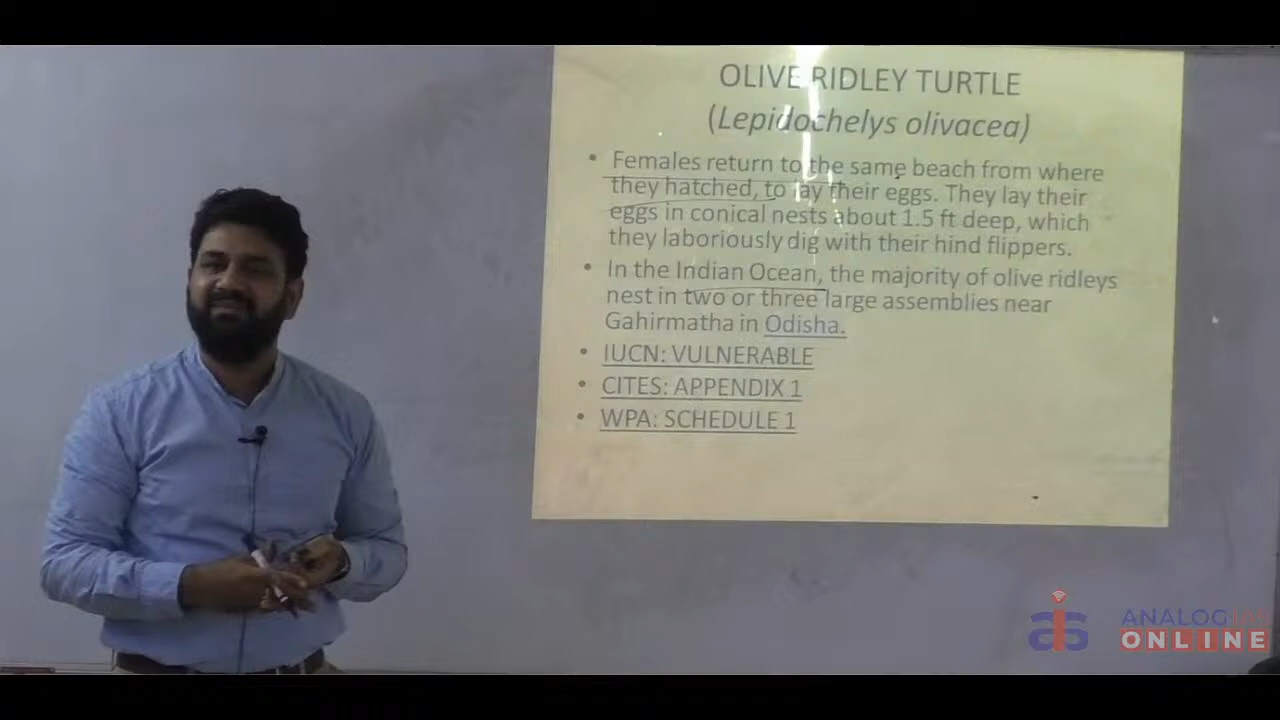 OLIVE RIDLEY TURTLE
(Lepidochelys olivacea)
• Females return to the same beach from where
they hatched, to lay their eggs. They lay their
eggs in conical nests about 1.5 ft deep, which
they laboriously dig with their hind flippers.
• In the Indian Ocean, the majority of olive ridleys
nest in two or three large assemblies near
Gahirmatha in Odisha.
• IUCN: VULNERABLE
• CITES: APPENDIX 1
• WPA: SCHEDULE 1
ANALOG IAS
ONLINE